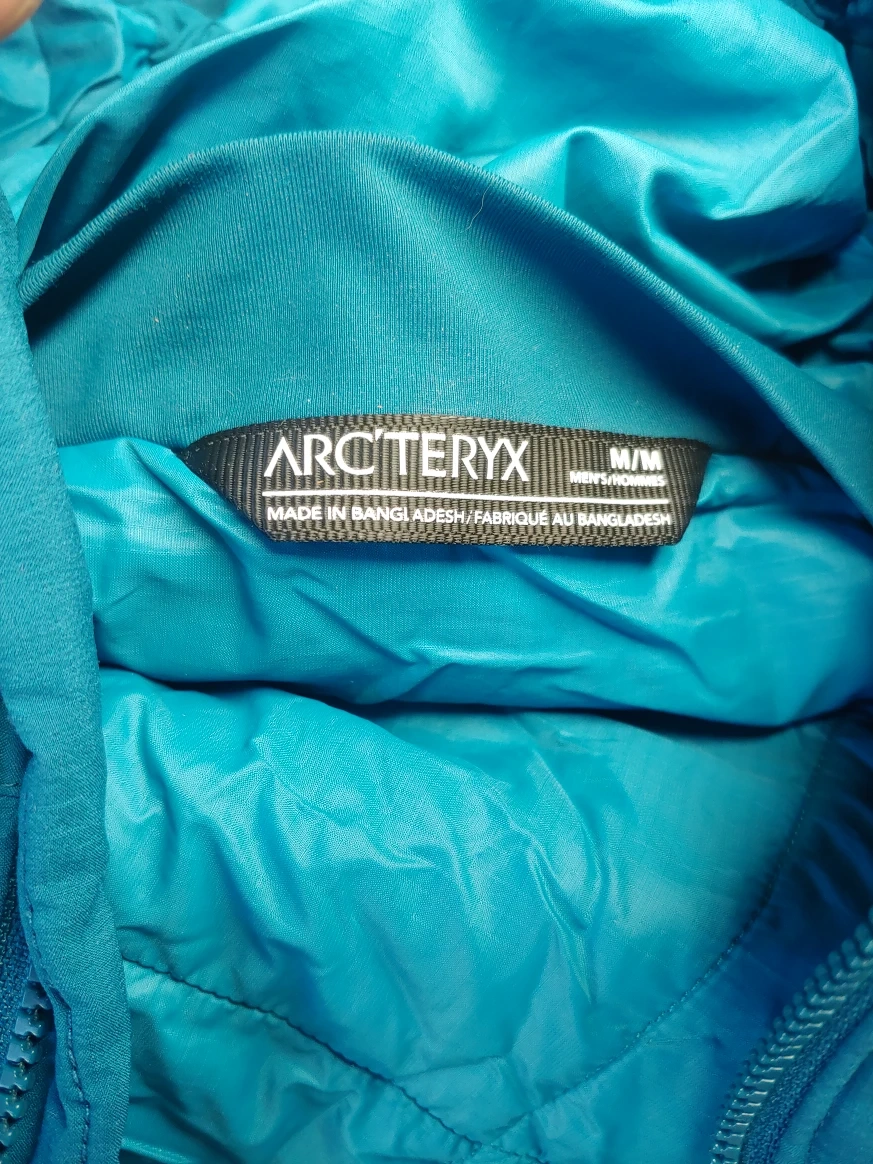 ARC'TERYX
M/M
MEN'S/HOMMES
MADE IN BANGLADESH/FABRIQUÉ AU BANGLADESH